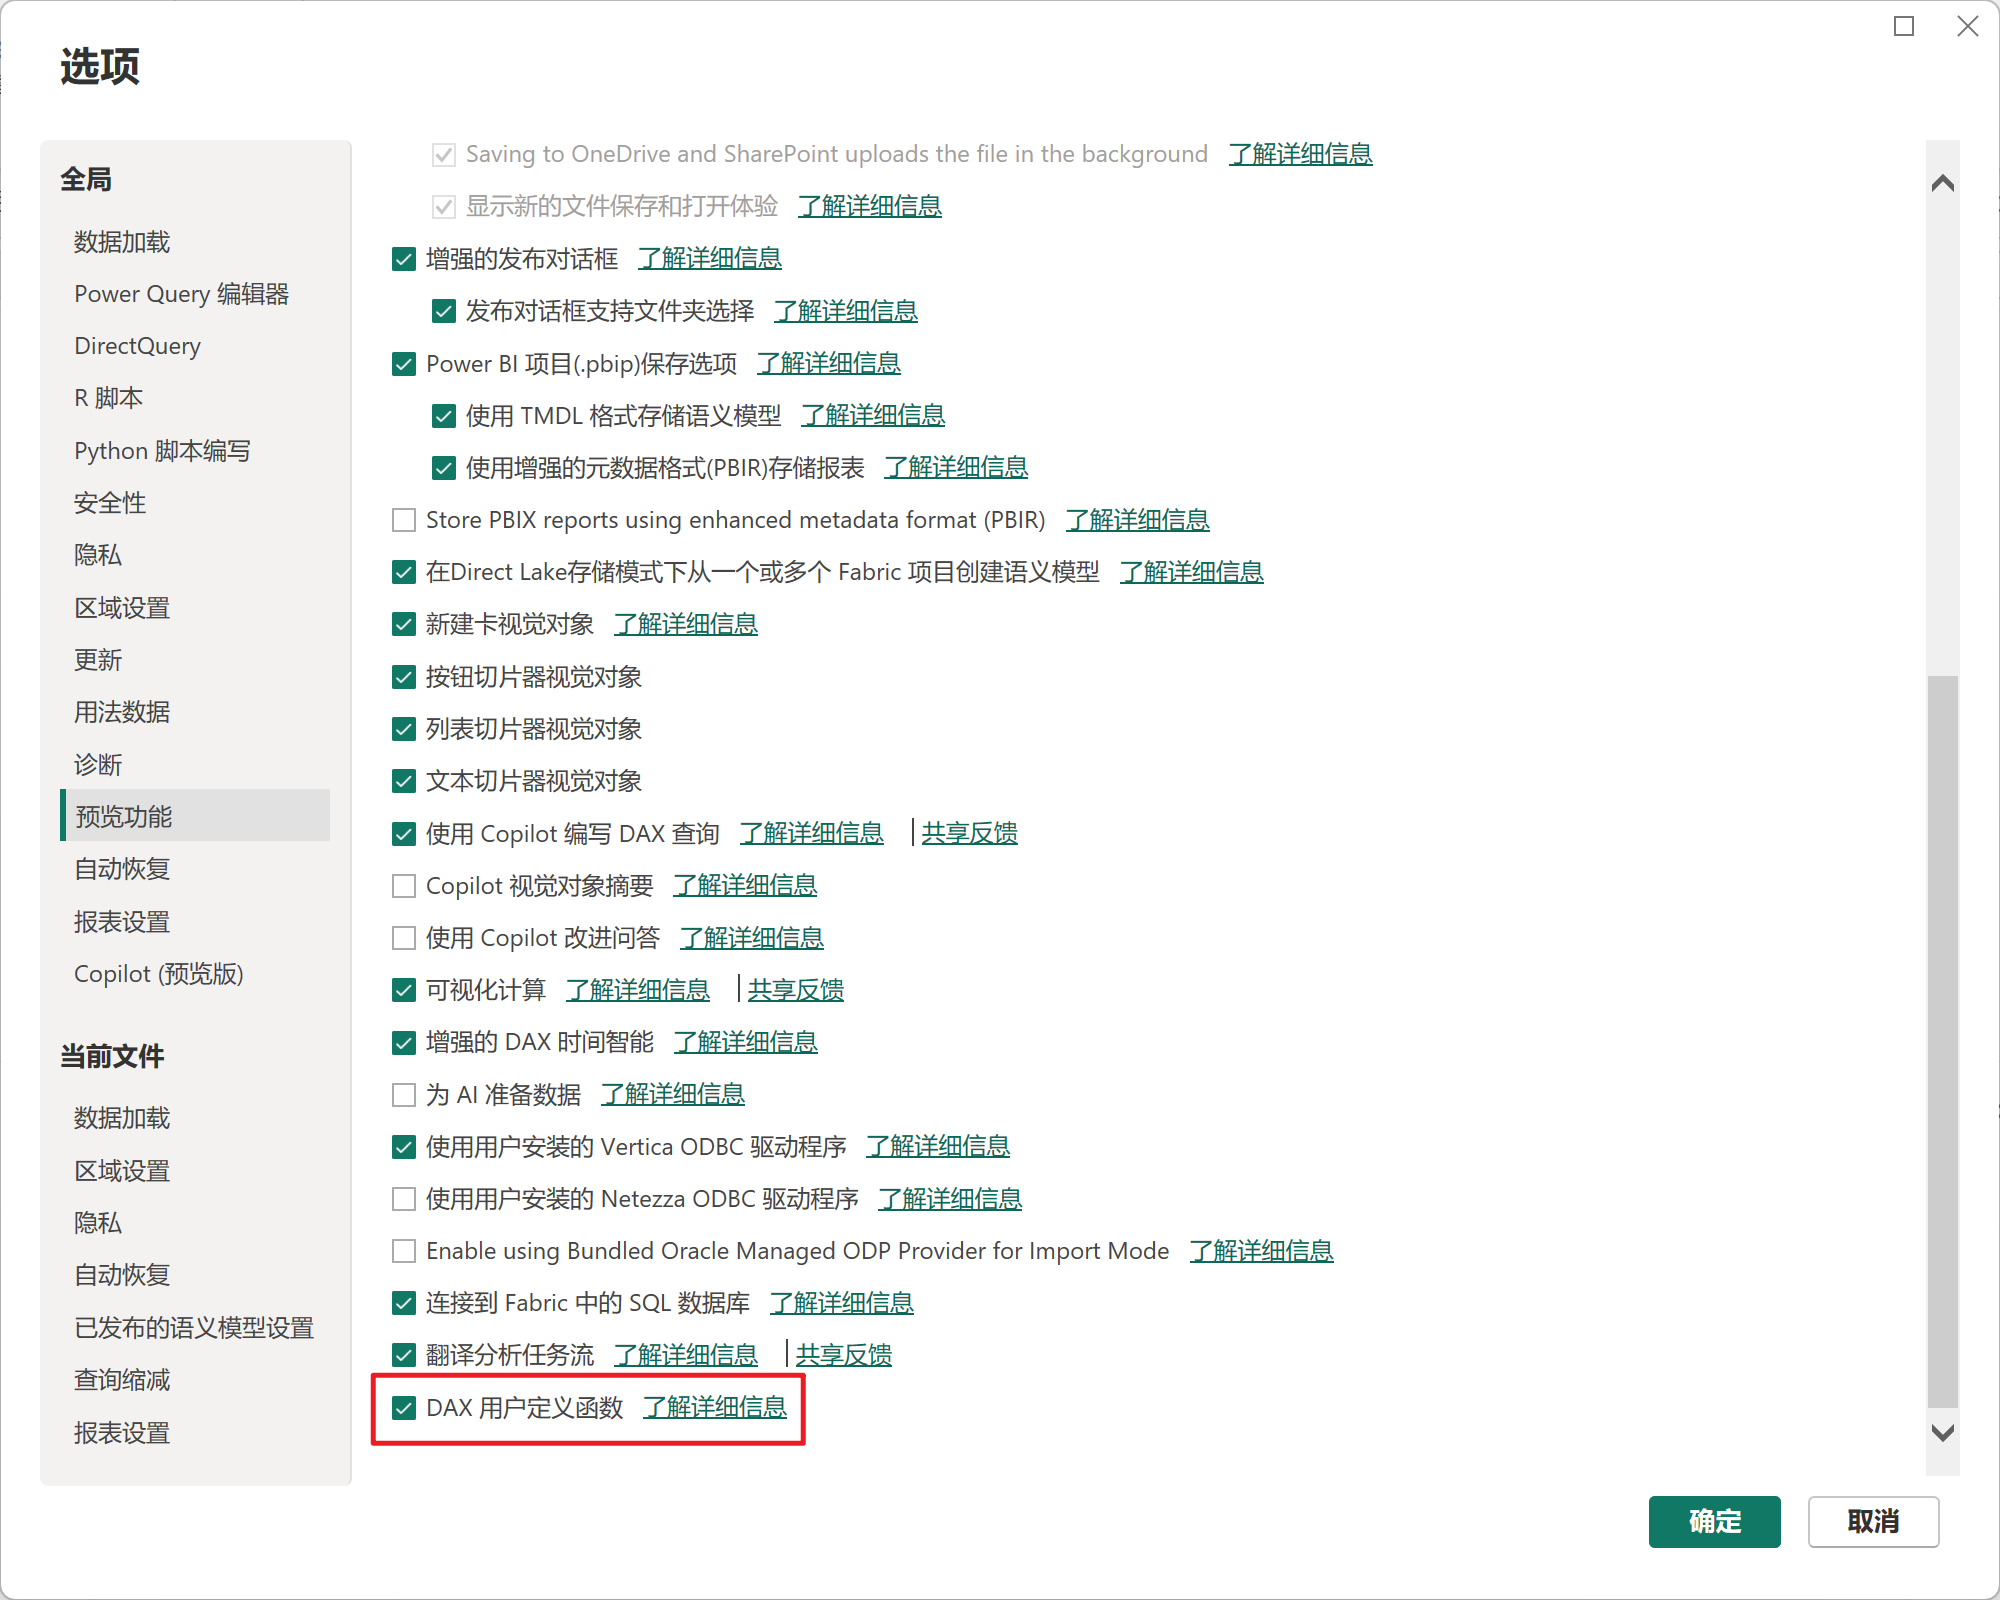 选项
全局
数据加载
Power Query 编辑器
DirectQuery
R 脚本
Python 脚本编写
安全性
隐私
区域设置
更新
用法数据
诊断
预览功能
自动恢复
报表设置
Copilot (预览版)
当前文件
数据加载
区域设置
隐私
自动恢复
已发布的语义模型设置
查询缩减
报表设置
Saving to OneDrive and SharePoint uploads the file in the background 了解详细信息
显示新的文件保存和打开体验 了解详细信息
增强的发布对话框 了解详细信息
发布对话框支持文件夹选择 了解详细信息
Power BI 项目(.pbip)保存选项 了解详细信息
使用 TMDL 格式存储语义模型 了解详细信息
使用增强的元数据格式(PBIR)存储报表 了解详细信息
Store PBIX reports using enhanced metadata format (PBIR) 了解详细信息
在Direct Lake存储模式下从一个或多个 Fabric 项目创建语义模型 了解详细信息
新建卡视觉对象 了解详细信息
按钮切片器视觉对象
列表切片器视觉对象
文本切片器视觉对象
使用 Copilot 编写 DAX 查询 了解详细信息 | 共享反馈
Copilot 视觉对象摘要 了解详细信息
使用 Copilot 改进问答 了解详细信息
可视化计算 了解详细信息 | 共享反馈
增强的 DAX 时间智能 了解详细信息
为 AI 准备数据 了解详细信息
使用用户安装的 Vertica ODBC 驱动程序 了解详细信息
使用用户安装的 Netezza ODBC 驱动程序 了解详细信息
Enable using Bundled Oracle Managed ODP Provider for Import Mode 了解详细信息
连接到 Fabric 中的 SQL 数据库 了解详细信息
翻译分析任务流 了解详细信息 | 共享反馈
DAX 用户定义函数 了解详细信息
确定
取消